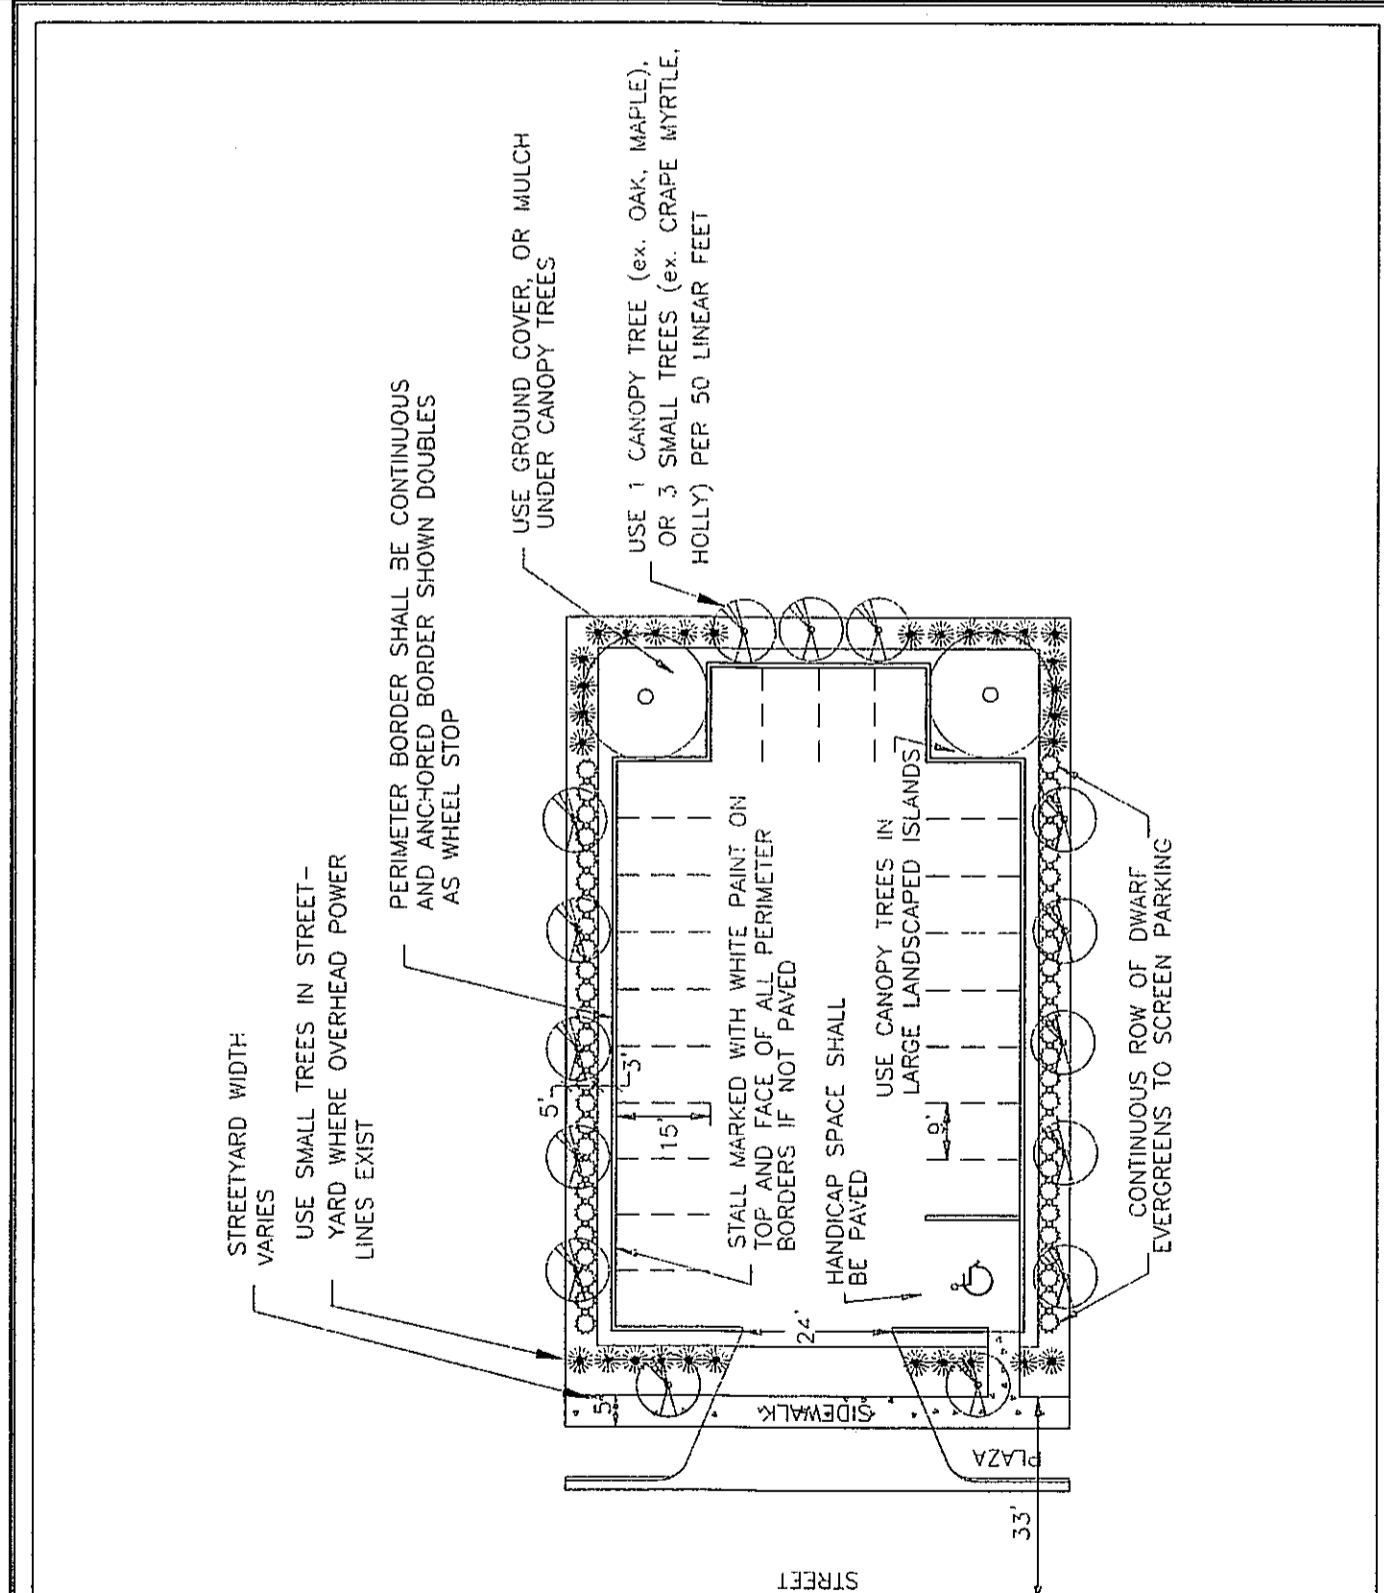 STREETYARD WIDTH
VARIES
USE SMALL TREES IN STREET-
YARD WHERE OVERHEAD POWER
LINES EXIST
PERIMETER BORDER SHALL BE CONTINUOUS
AND ANCHORED BORDER SHOWN DOUBLES
AS WHEEL STOP
USE GROUND COVER, OR MULCH
UNDER CANOPY TREES
USE 1 CANOPY TREE (ex. OAK, MAPLE),
OR 3 SMALL TREES (ex. CRAPE MYRTLE,
HOLLY) PER 50 LINEAR FEET
5'
3'
15'
STALL MARKED WITH WHITE PAINT ON
TOP AND FACE OF ALL PERIMETER
BORDERS IF NOT PAVED
HANDICAP SPACE SHALL
BE PAVED
USE CANOPY TREES IN
LARGE LANDSCAPED ISLANDS
9'
24'
5'
SIDEWALK
PLAZA
33'
STREET
CONTINUOUS ROW OF DWARF
EVERGREENS TO SCREEN PARKING